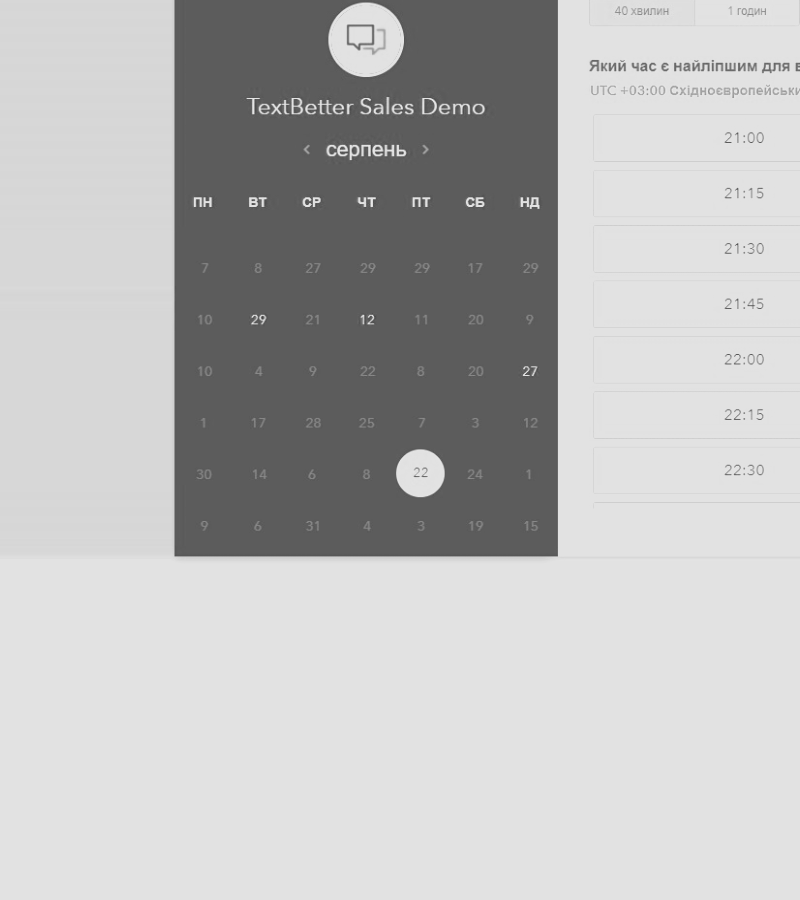 TextBetter Sales Demo
серпень
ПН ВТ СР ЧТ ПТ СБ НД
7 8 27 29 29 17 29
10 29 21 12 11 20 9
10 4 9 22 8 20 27
1 17 28 25 7 3 12
30 14 6 8 22 24 1
9 6 31 4 3 19 15
40 хвилин 1 годин
Який час є найліпшим для в
UTC +03:00 Східноєвропейськи
21:00
21:15
21:30
21:45
22:00
22:15
22:30